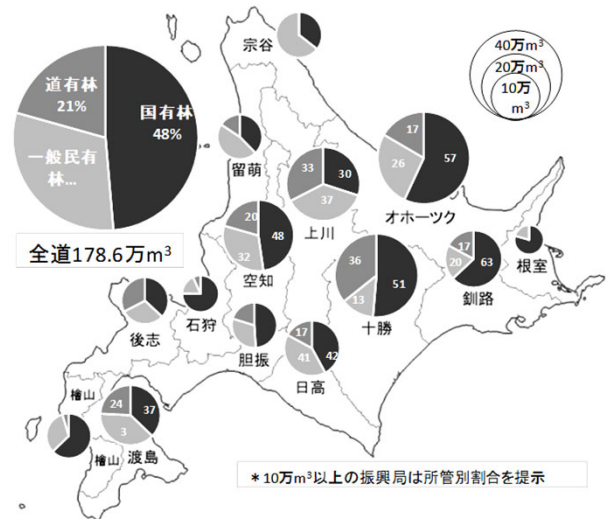 宗谷
40万m³
20万m³
10万
m³
道有林
21%
国有林
48%
一般民有
林...
全道178.6万m³
留萌
33
30
37
上川
17
57
26
オホーツク
20
48
32
空知
36
51
13
十勝
17
20
63
釧路
根室
後志
石狩
胆振
17
42
41
日高
檜山
檜山
24
37
3
渡島
*10万m³以上の振興局は所管別割合を提示